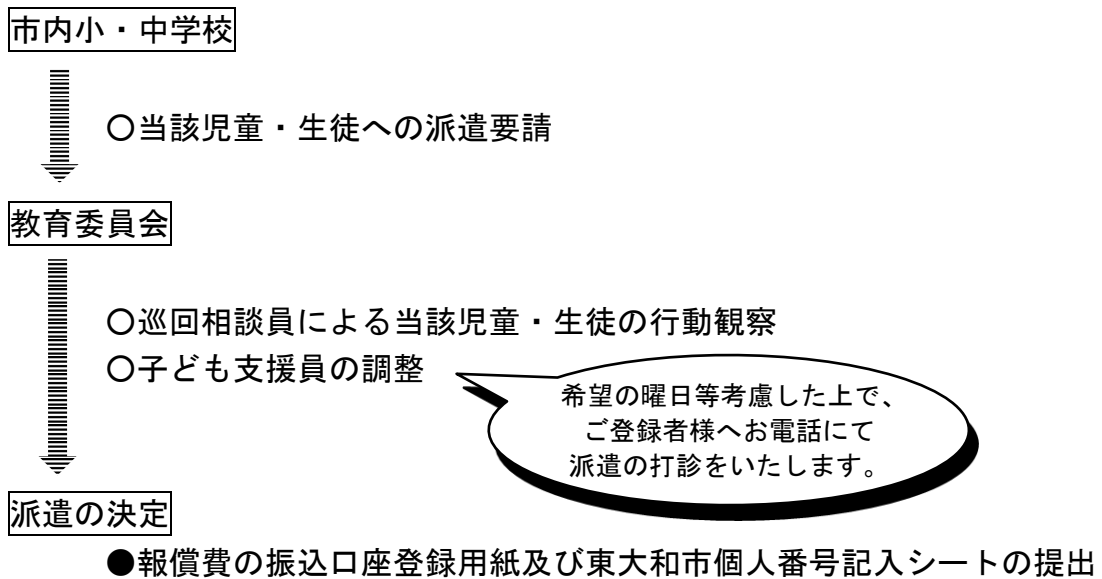 市内小・中学校
○当該児童・生徒への派遣要請
教育委員会
○巡回相談員による当該児童・生徒の行動観察
○子ども支援員の調整
希望の曜日等考慮した上で、
ご登録者様へお電話にて
派遣の打診をいたします。
派遣の決定
●報償費の振込口座登録用紙及び東大和市個人番号記入シートの提出